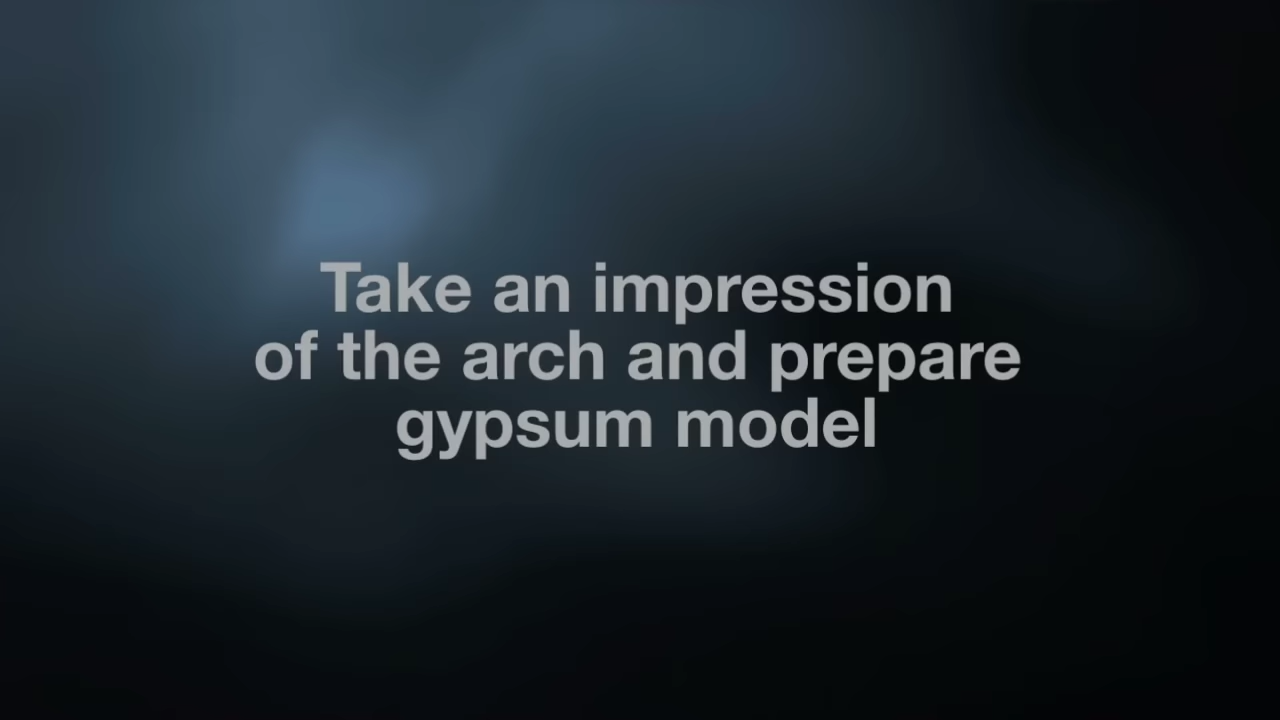 Take an impression
of the arch and prepare
gypsum model